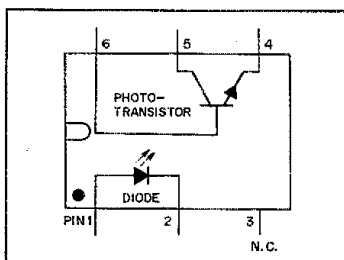 6 5 4
PHOTO-
TRANSISTOR
DIODE
PIN 1 2 3
N.C.